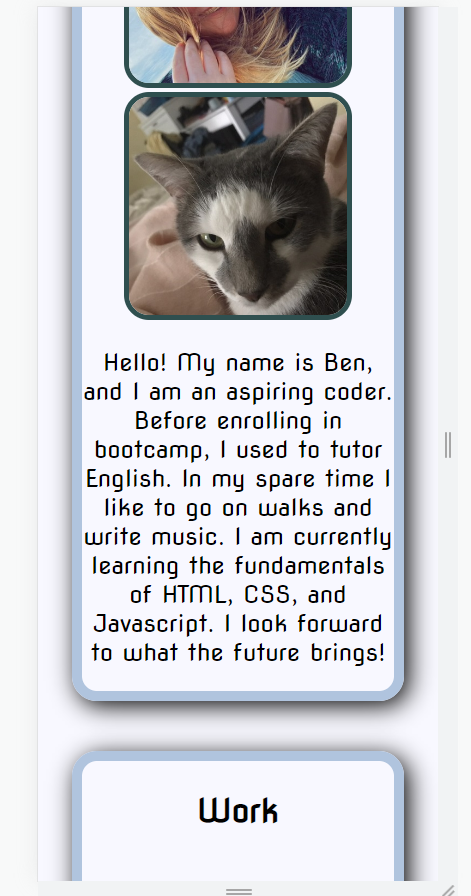 Hello! My name is Ben,
and I am an aspiring coder.
Before enrolling in
bootcamp, I used to tutor
English. In my spare time I
like to go on walks and
write music. I am currently
learning the fundamentals
of HTML, CSS, and
Javascript. I look forward
to what the future brings!
Work